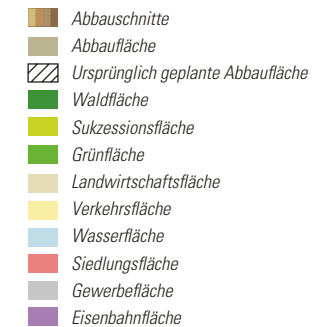 Abbauschnitte
Abbaufläche
Ursprünglich geplante Abbaufläche
Waldfläche
Sukzessionsfläche
Grünfläche
Landwirtschaftsfläche
Verkehrsfläche
Wasserfläche
Siedlungsfläche
Gewerbefläche
Eisenbahnfläche